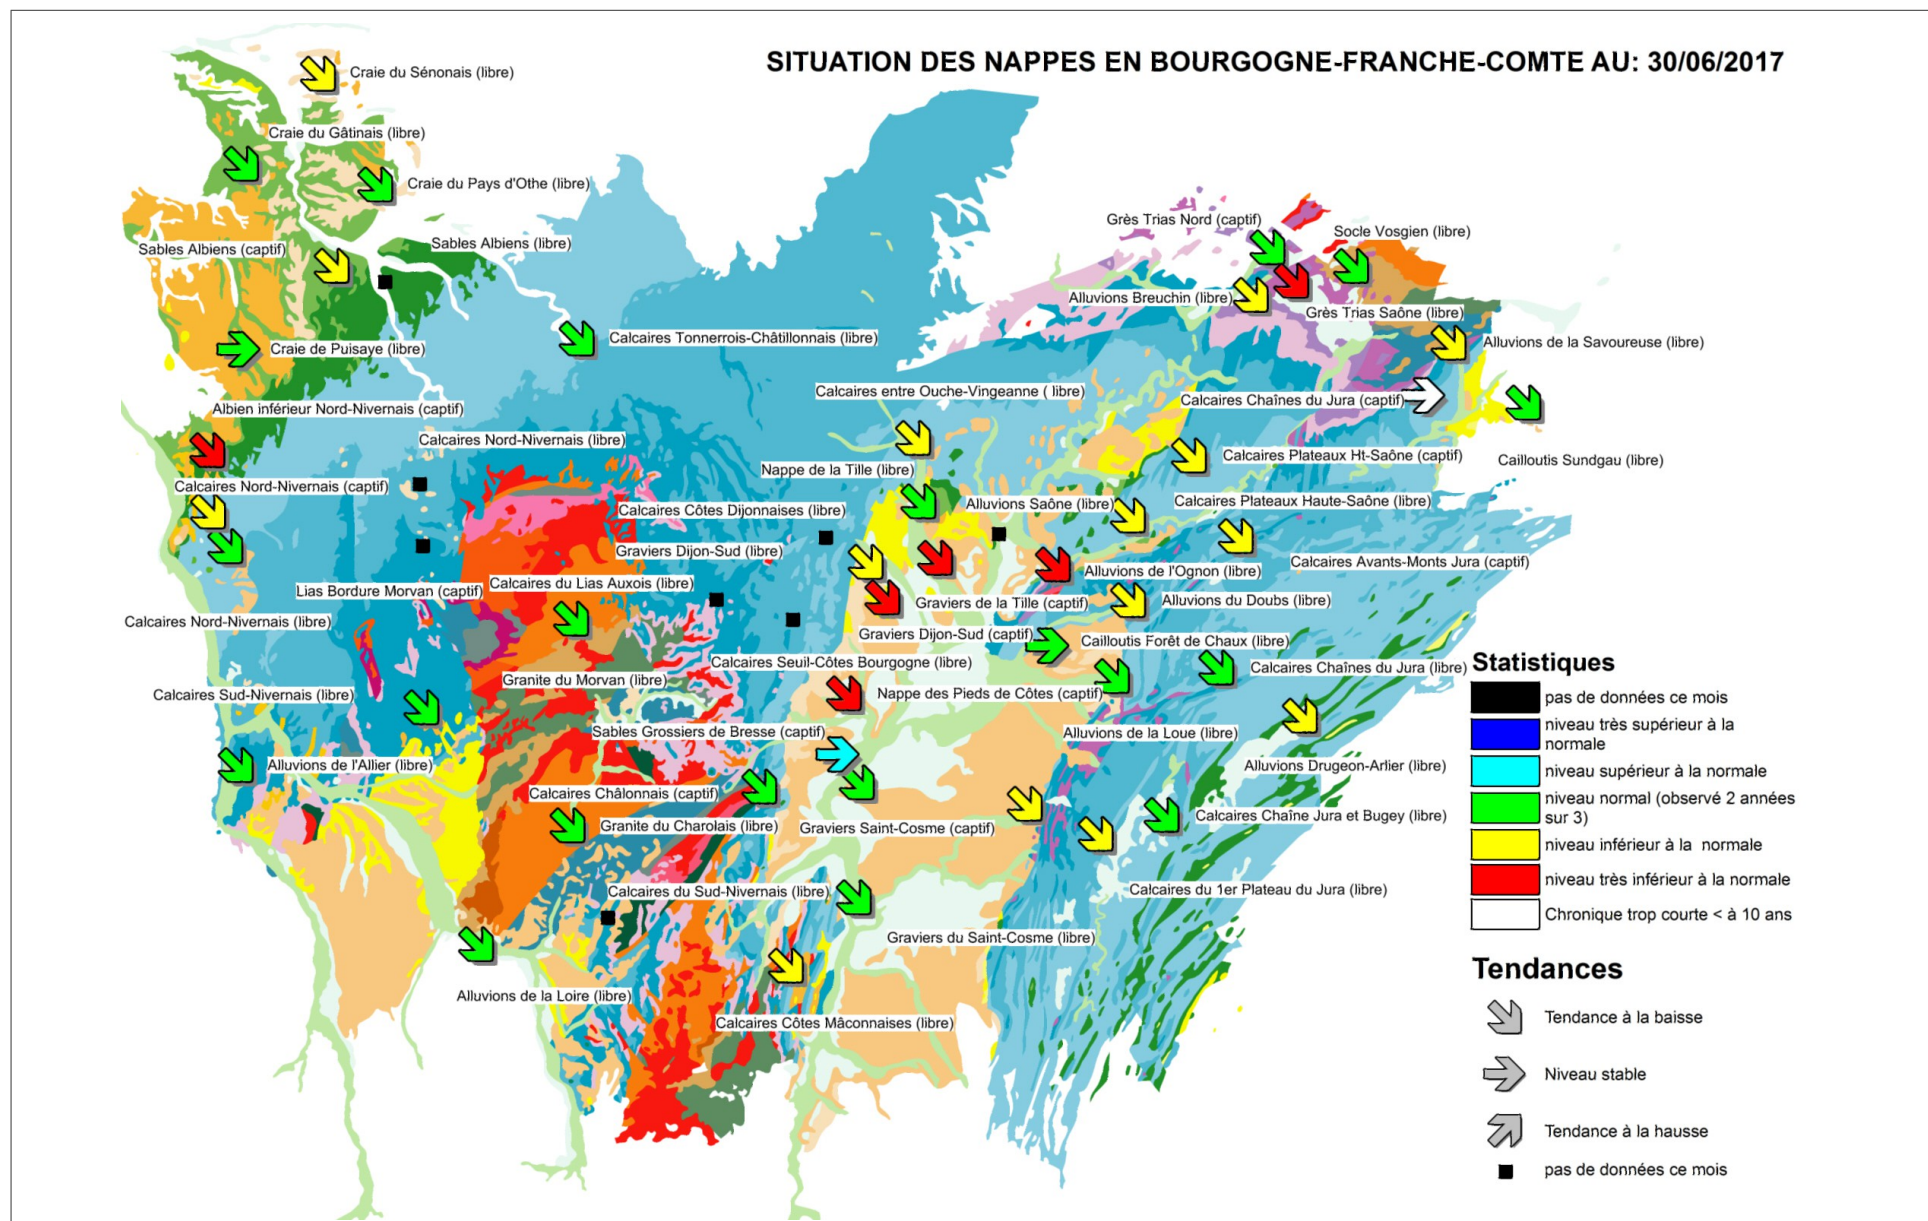 SITUATION DES NAPPES EN BOURGOGNE-FRANCHE-COMTE AU: 30/06/2017
Craie du Sénonais (libre)
Craie du Gâtinais (libre)
Craie du Pays d'Othe (libre)
Sables Albiens (captif)
Sables Albiens (libre)
Grès Trias Nord (captif)
Socle Vosgien (libre)
Alluvions Breuchin (libre)
Grès Trias Saône (libre)
Calcaires Tonnerrois-Châtillonnais (libre)
Alluvions de la Savoureuse (libre)
Craie de Puisaye (libre)
Calcaires entre Ouche-Vingeanne ( libre)
Calcaires Chaînes du Jura (captif)
Albien inférieur Nord-Nivernais (captif)
Calcaires Nord-Nivernais (libre)
Calcaires Plateaux Ht-Saône (captif)
Cailloutis Sundgau (libre)
Nappe de la Tille (libre)
Calcaires Nord-Nivernais (captif)
Calcaires Côtes Dijonnaises (libre)
Alluvions Saône (libre)
Calcaires Plateaux Haute-Saône (libre)
Graviers Dijon-Sud (libre)
Calcaires Avants-Monts Jura (captif)
Alluvions de l'Ognon (libre)
Calcaires du Lias Auxois (libre)
Lias Bordure Morvan (captif)
Graviers de la Tille (captif)
Alluvions du Doubs (libre)
Calcaires Nord-Nivernais (libre)
Graviers Dijon-Sud (captif)
Cailloutis Forêt de Chaux (libre)
Calcaires Seuil-Côtes Bourgogne (libre)
Calcaires Chaînes du Jura (libre)
Granite du Morvan (libre)
Calcaires Sud-Nivernais (libre)
Nappe des Pieds de Côtes (captif)
Sables Grossiers de Bresse (captif)
Alluvions de la Loue (libre)
Alluvions de l'Allier (libre)
Alluvions Drugeon-Arlier (libre)
Calcaires Châlonnais (captif)
Granite du Charolais (libre)
Graviers Saint-Cosme (captif)
Calcaires Chaîne Jura et Bugey (libre)
Calcaires du Sud-Nivernais (libre)
Calcaires du 1er Plateau du Jura (libre)
Graviers du Saint-Cosme (libre)
Alluvions de la Loire (libre)
Calcaires Côtes Mâconnaises (libre)
Statistiques
pas de données ce mois
niveau très supérieur à la
normale
niveau supérieur à la normale
niveau normal (observé 2 années
sur 3)
niveau inférieur à la normale
niveau très inférieur à la normale
Chronique trop courte < à 10 ans
Tendances
Tendance à la baisse
Niveau stable
Tendance à la hausse
pas de données ce mois